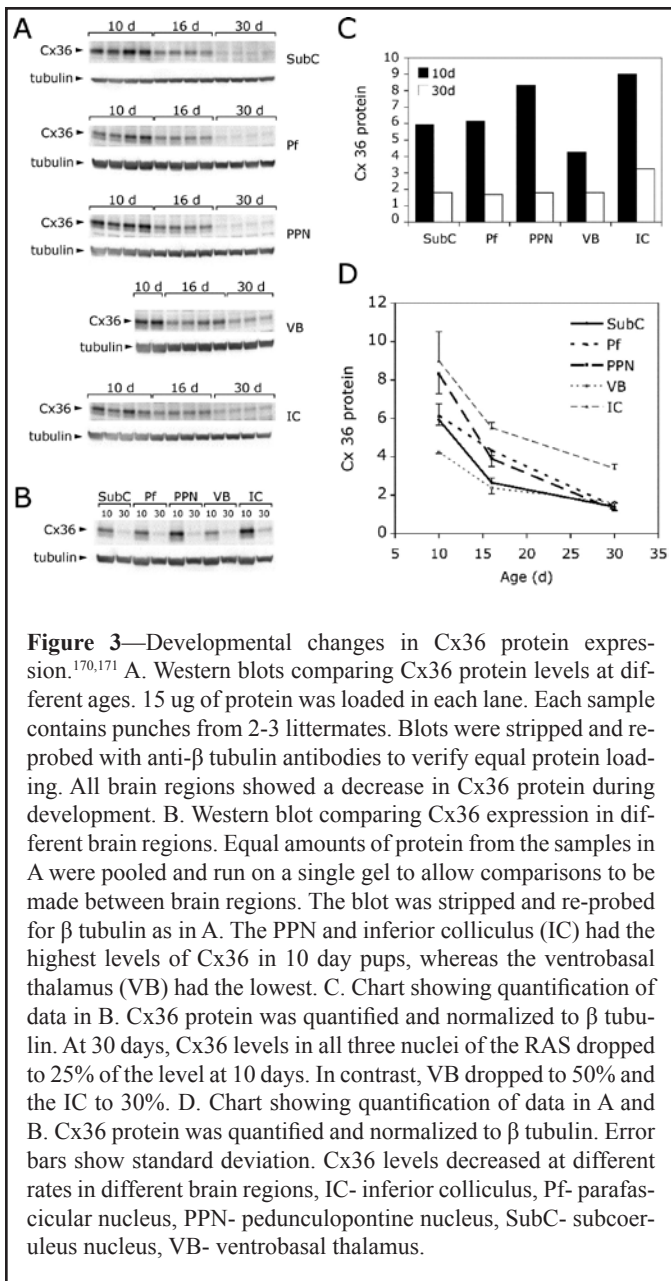 A
10 d 16 d 30 d
Cx36
tubulin
SubC
10 d 16 d 30 d
Cx36
tubulin
Pf
10 d 16 d 30 d
Cx36
tubulin
PPN
10 d 16 d 30 d
Cx36
tubulin
VB
10 d 16 d 30 d
Cx36
tubulin
IC
B
SubC Pf PPN VB IC
10 30 10 30 10 30 10 30 10 30
Cx36
tubulin
C
Cx 36 protein
10
9
8
7
6
5
4
3
2
1
0
10d
30d
SubC Pf PPN VB IC
D
Cx 36 protein
12
10
8
6
4
2
0
SubC
Pf
PPN
VB
IC
5 10 15 20 25 30 35
Age (d)
Figure 3—Developmental changes in Cx36 protein expres-
sion.170,171 A. Western blots comparing Cx36 protein levels at dif-
ferent ages. 15 ug of protein was loaded in each lane. Each sample
contains punches from 2-3 littermates. Blots were stripped and re-
probed with anti-β tubulin antibodies to verify equal protein load-
ing. All brain regions showed a decrease in Cx36 protein during
development. B. Western blot comparing Cx36 expression in dif-
ferent brain regions. Equal amounts of protein from the samples in
A were pooled and run on a single gel to allow comparisons to be
made between brain regions. The blot was stripped and re-probed
for β tubulin as in A. The PPN and inferior colliculus (IC) had the
highest levels of Cx36 in 10 day pups, whereas the ventrobasal
thalamus (VB) had the lowest. C. Chart showing quantification of
data in B. Cx36 protein was quantified and normalized to β tubu-
lin. At 30 days, Cx36 levels in all three nuclei of the RAS dropped
to 25% of the level at 10 days. In contrast, VB dropped to 50% and
the IC to 30%. D. Chart showing quantification of data in A and
B. Cx36 protein was quantified and normalized to β tubulin. Error
bars show standard deviation. Cx36 levels decreased at different
rates in different brain regions, IC- inferior colliculus, Pf- parafas-
cicular nucleus, PPN- pedunculopontine nucleus, SubC- subcoer-
uleus nucleus, VB- ventrobasal thalamus.